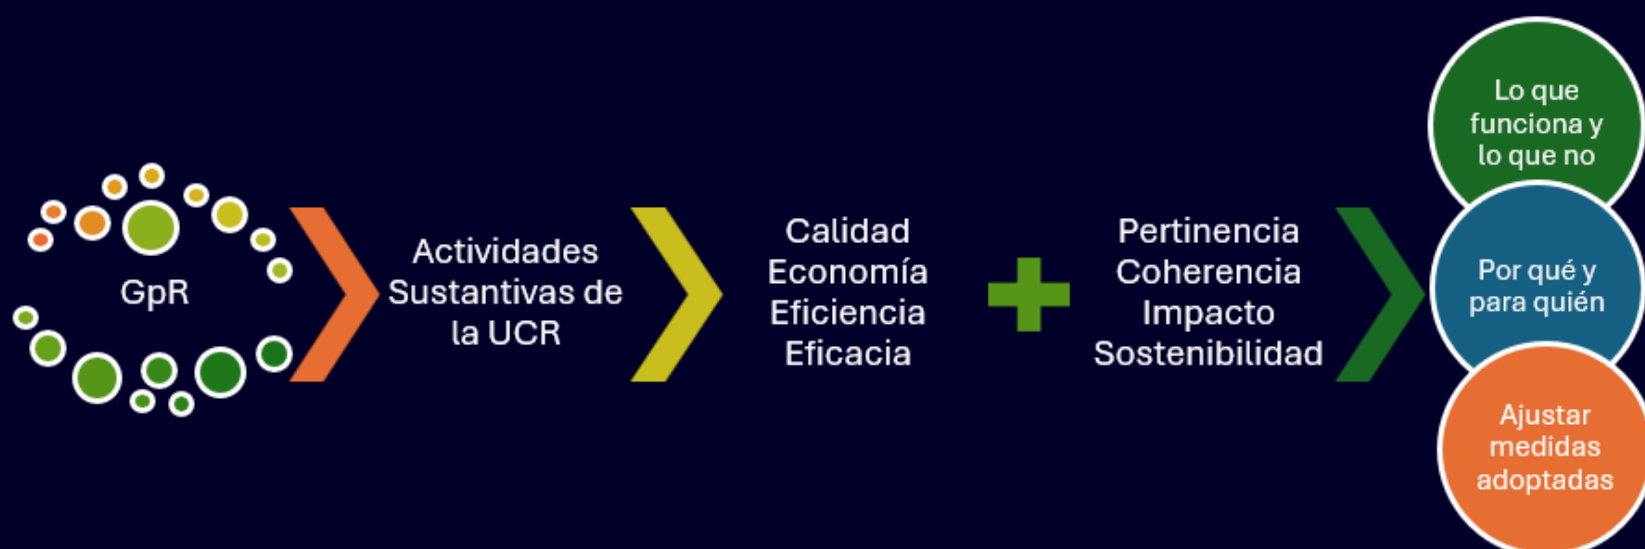 GpR
Actividades
Sustantivas de
la UCR
Calidad
Economía
Eficiencia
Eficacia
Pertinencia
Coherencia
Impacto
Sostenibilidad
Lo que
funciona y
lo que no
Por qué y
para quién
Ajustar
medidas
adoptadas